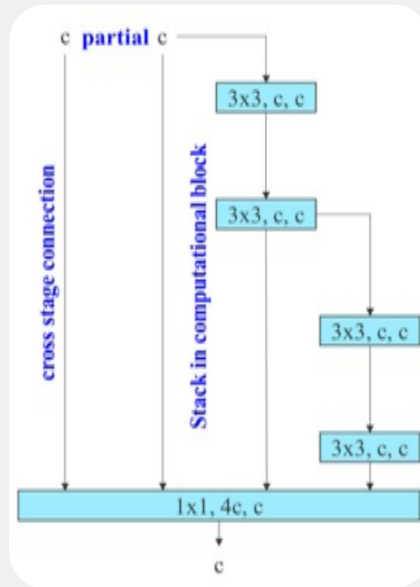 c partial c
3x3, c, c
3x3, c, c
cross stage connection
Stack in computational block
3x3, c, c
3x3, c, c
1x1, 4c, c
c